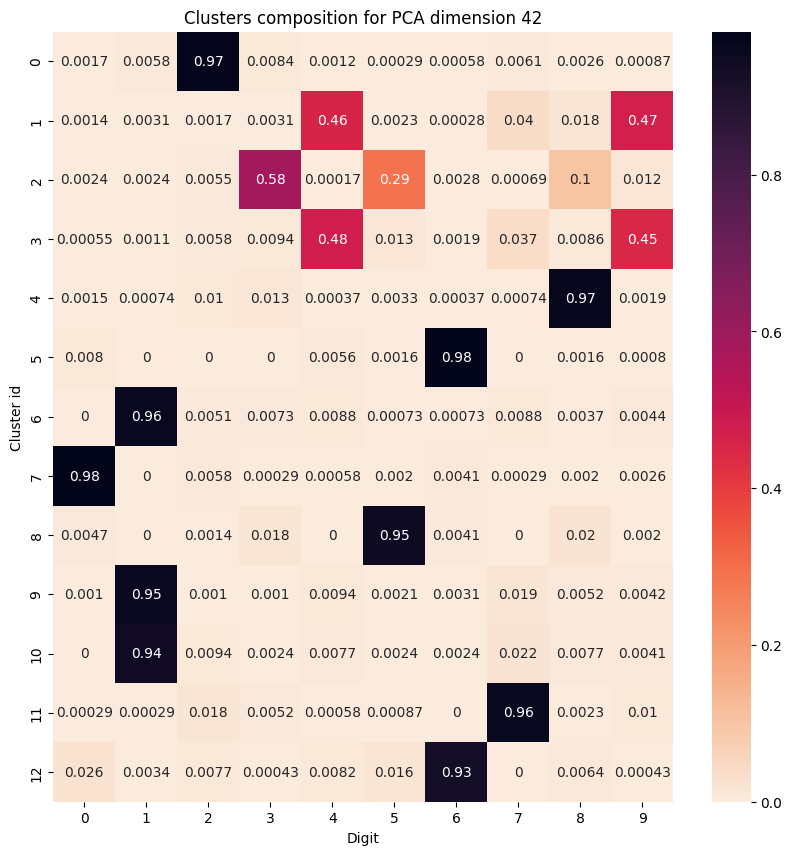 Clusters composition for PCA dimension 42
0 0.0017 0.0058 0.97 0.0084 0.0012 0.00029 0.00058 0.0061 0.0026 0.00087
1 0.0014 0.0031 0.0017 0.0031 0.46 0.0023 0.00028 0.04 0.018 0.47
2 0.0024 0.0024 0.0055 0.58 0.00017 0.29 0.0028 0.00069 0.1 0.012
3 0.00055 0.0011 0.0058 0.0094 0.48 0.013 0.0019 0.037 0.0086 0.45
4 0.0015 0.00074 0.01 0.013 0.00037 0.0033 0.00037 0.00074 0.97 0.0019
5 0.008 0 0 0 0.0056 0.0016 0.98 0 0.0016 0.0008
6 0 0.96 0.0051 0.0073 0.0088 0.00073 0.00073 0.0088 0.0037 0.0044
7 0.98 0 0.0058 0.00029 0.00058 0.002 0.0041 0.00029 0.002 0.0026
8 0.0047 0 0.0014 0.018 0 0.95 0.0041 0 0.02 0.002
9 0.001 0.95 0.001 0.001 0.0094 0.0021 0.0031 0.019 0.0052 0.0042
10 0 0.94 0.0094 0.0024 0.0077 0.0024 0.0024 0.022 0.0077 0.0041
11 0.00029 0.00029 0.018 0.0052 0.00058 0.00087 0 0.96 0.0023 0.01
12 0.026 0.0034 0.0077 0.00043 0.0082 0.016 0.93 0 0.0064 0.00043
0 1 2 3 4 5 6 7 8 9
Digit
Cluster id
0.8
0.6
0.4
0.2
0.0